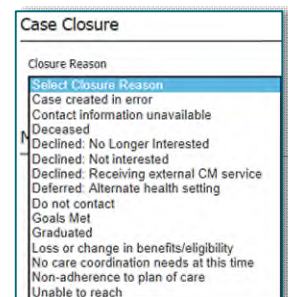 Case Closure
Closure Reason
Select Closure Reason
Case created in error
Contact information unavailable
Deceased
Declined: No Longer Interested
Declined: Not interested
Declined: Receiving external CM service
Deferred: Alternate health setting
Do not contact
Goals Met
Graduated
Loss or change in benefits/eligibility
No care coordination needs at this time
Non-adherence to plan of care
Unable to reach